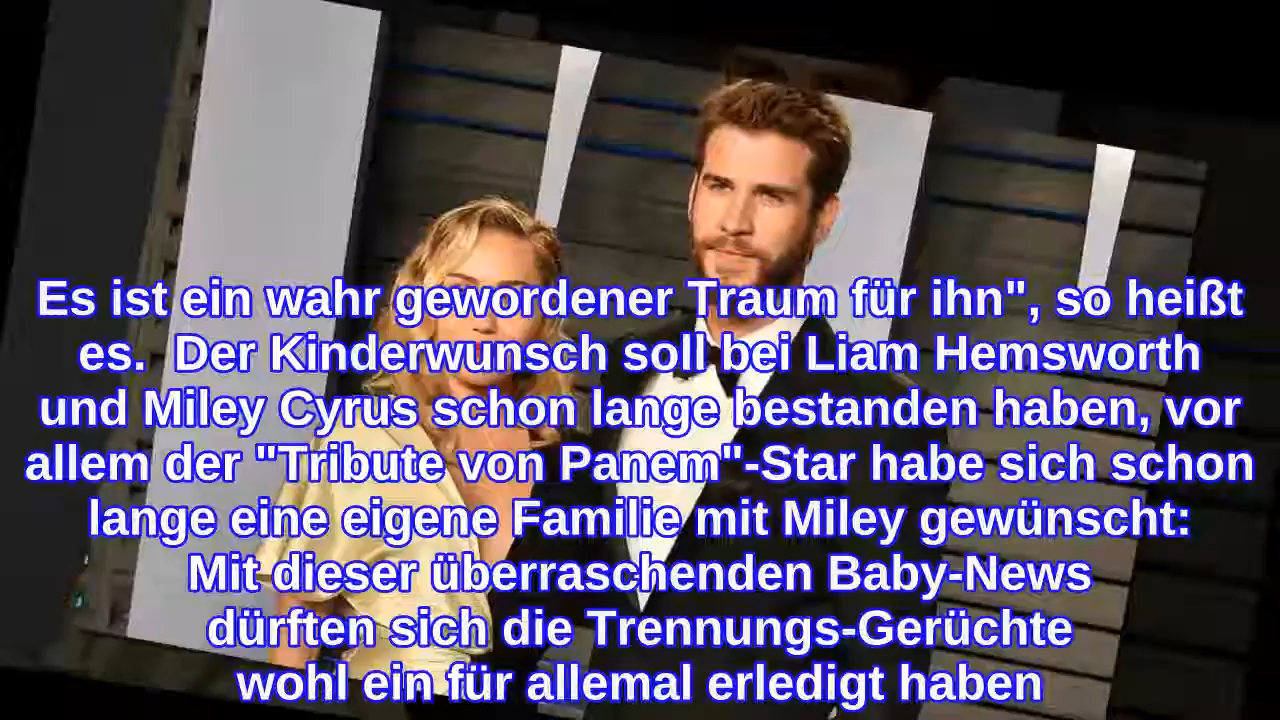 Es ist ein wahr gewordener Traum für ihn", so heißt
es.  Der Kinderwunsch soll bei Liam Hemsworth
und Miley Cyrus schon lange bestanden haben, vor
allem der "Tribute von Panem"-Star habe sich schon
lange eine eigene Familie mit Miley gewünscht:
Mit dieser überraschenden Baby-News
dürften sich die Trennungs-Gerüchte
wohl ein für allemal erledigt haben